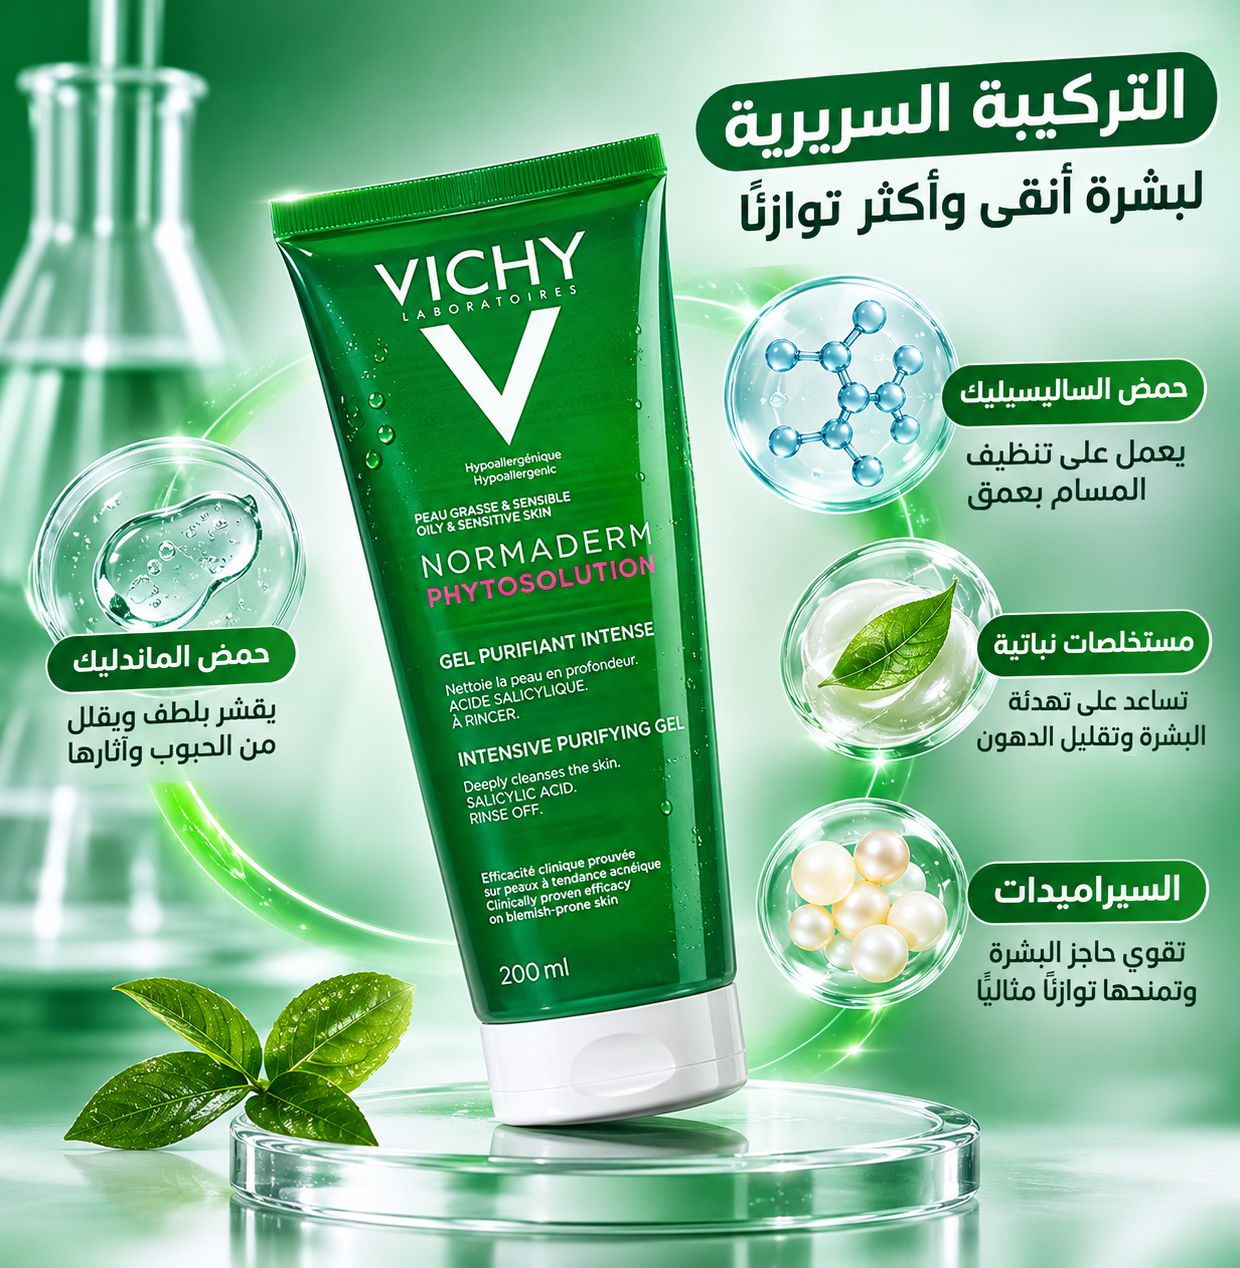 التركيبة السريرية
لبشرة أنقى وأكثر توازنًا
VICHY
LABORATOIRES
V
Hypoallergénique
Hypoallergenic
PEAU GRASSE & SENSIBLE
OILY & SENSITIVE SKIN
NORMADERM
PHYTOSOLUTION
GEL PURIFIANT INTENSE
Nettoie la peau en profondeur.
ACIDE SALICYLIQUE.
À RINCER.
INTENSIVE PURIFYING GEL
Deeply cleanses the skin.
SALICYLIC ACID.
RINSE OFF.
Efficacité clinique prouvée
sur peaux à tendance acnéique
Clinically proven efficacy
on blemish-prone skin
200 ml
حمض الساليسيليك
يعمل على تنظيف
المسام بعمق
مستخلصات نباتية
تساعد على تهدئة
البشرة وتقليل الدهون
السيراميدات
تقوي حاجز البشرة
وتمنحها توازنًا مثاليًا
حمض الماندليك
يقشر بلطف ويقلل
من الحبوب وآثارها